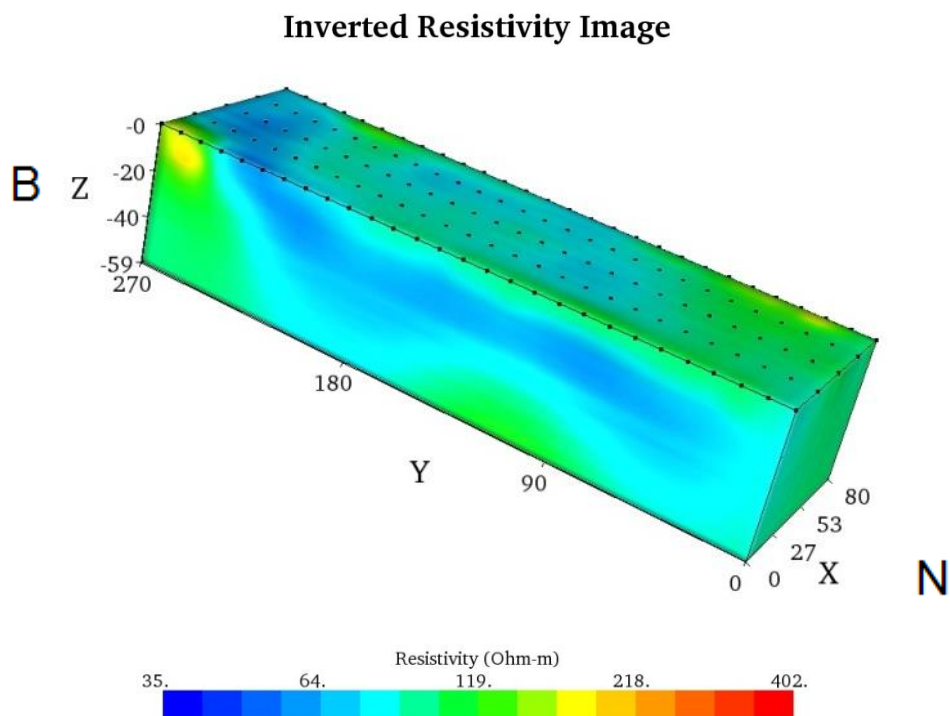 Inverted Resistivity Image
-0
B
Z
-20
-40
-59
270
180
Y
90
80
53
27
X
0
0
N
Resistivity (Ohm-m)
35. 64. 119. 218. 402.